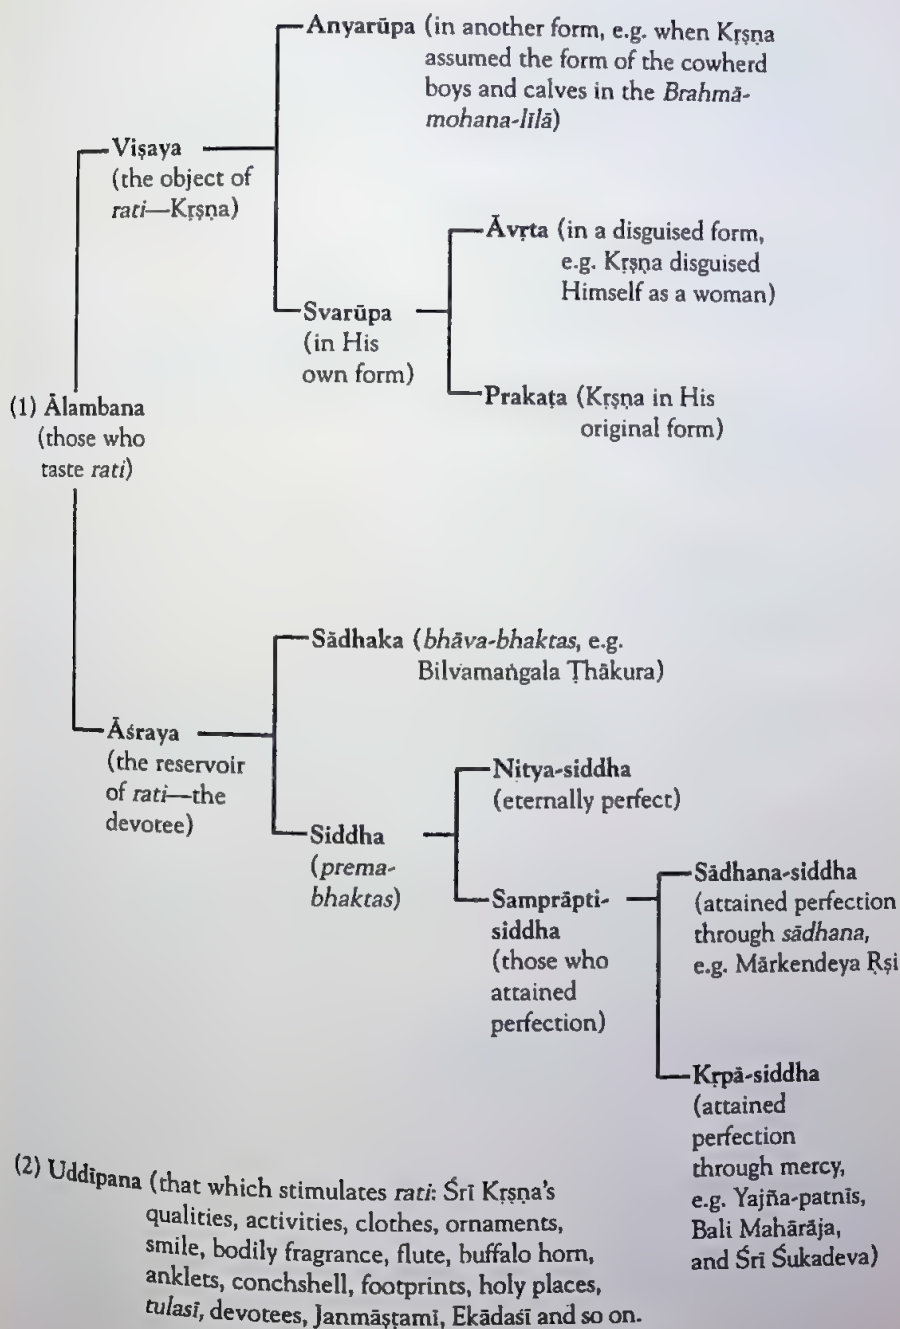 Anyarūpa (in another form, e.g. when Kṛṣṇa
assumed the form of the cowherd
boys and calves in the Brahmā-
mohana-līlā)
Viṣaya
(the object of
rati—Kṛṣṇa)
Āvṛta (in a disguised form,
e.g. Kṛṣṇa disguised
Himself as a woman)
Svarūpa
(in His
own form)
Prakaṭa (Kṛṣṇa in His
original form)
(1) Ālambana
(those who
taste rati)
Sādhaka (bhāva-bhaktas, e.g.
Bilvamaṅgala Ṭhākura)
Āśraya
(the reservoir
of rati—the
devotee)
Siddha
(prema-
bhaktas)
Nitya-siddha
(eternally perfect)
Samprāpti-
siddha
(those who
attained
perfection)
Sādhana-siddha
(attained perfection
through sādhana,
e.g. Mārkendeya Ṛṣi
Kṛpā-siddha
(attained
perfection
through mercy,
e.g. Yajña-patnīs,
Bali Mahārāja,
and Śrī Śukadeva)
(2) Uddīpana (that which stimulates rati: Śrī Kṛṣṇa's
qualities, activities, clothes, ornaments,
smile, bodily fragrance, flute, buffalo horn,
anklets, conchshell, footprints, holy places,
tulasī, devotees, Janmāṣṭamī, Ekādaśī and so on.